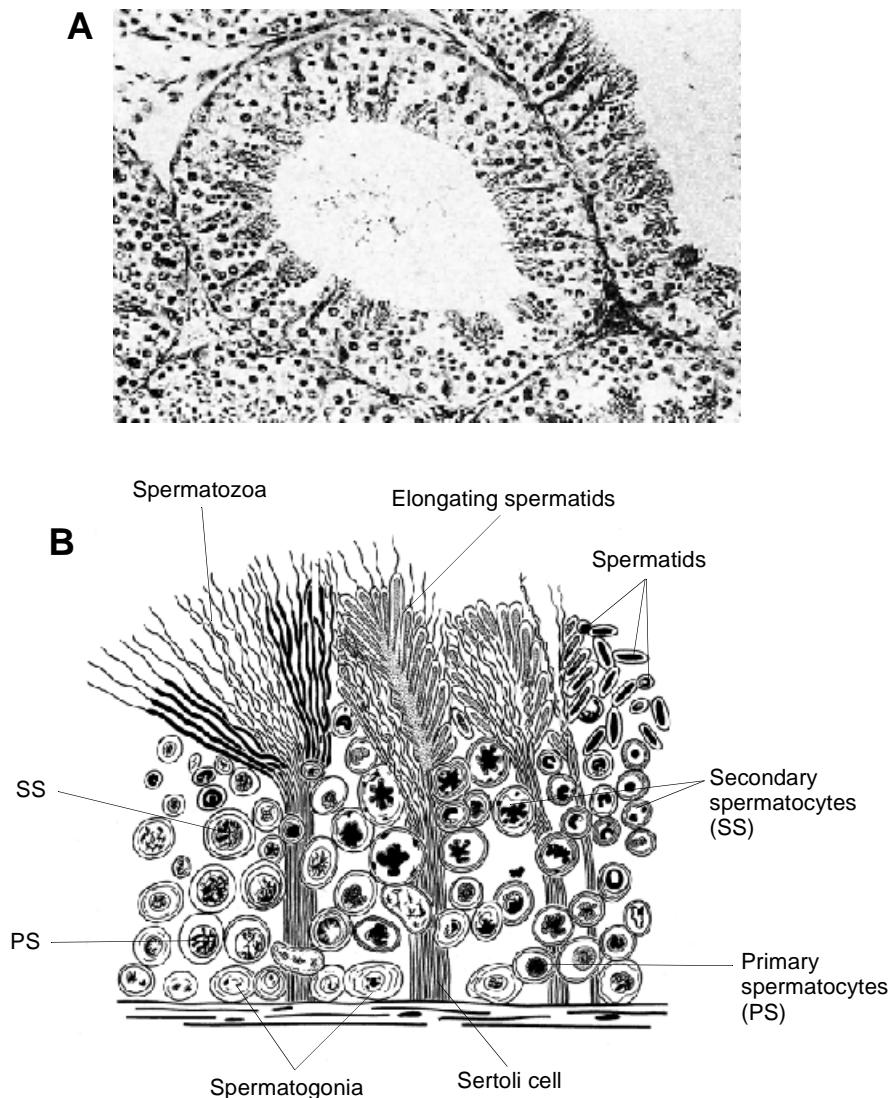 A
Spermatozoa
Elongating spermatids
B
Spermatids
SS
Secondary
spermatocytes
(SS)
PS
Primary
spermatocytes
(PS)
Spermatogonia
Sertoli cell